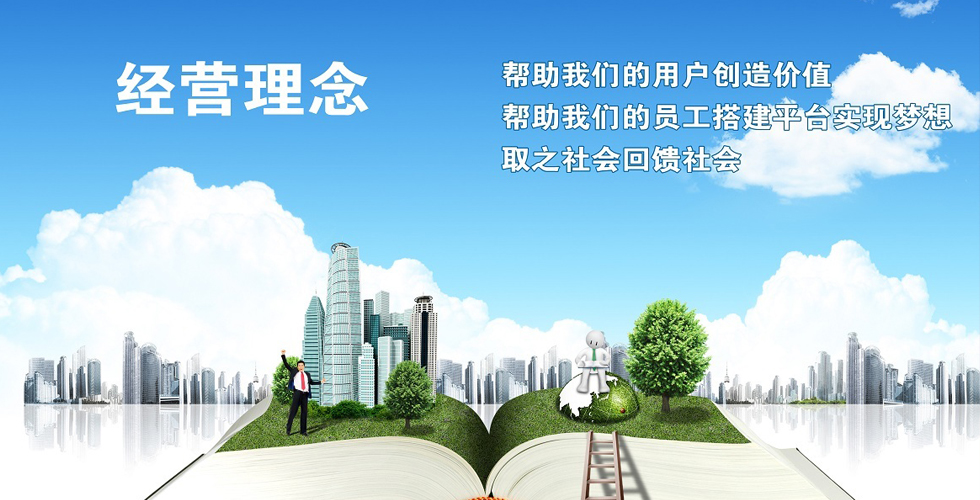 经营理念
帮助我们的用户创造价值
帮助我们的员工搭建平台实现梦想
取之社会回馈社会